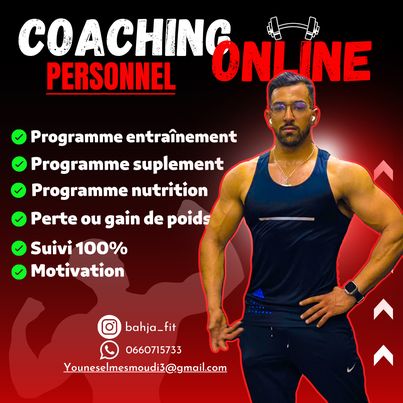 COACHING
PERSONNEL
ONLINE
Programme entraînement
Programme suplement
Programme nutrition
Perte ou gain de poids
Suivi 100%
Motivation
bahja_fit
0660715733
Youneselmesmoudi3@gmail.com